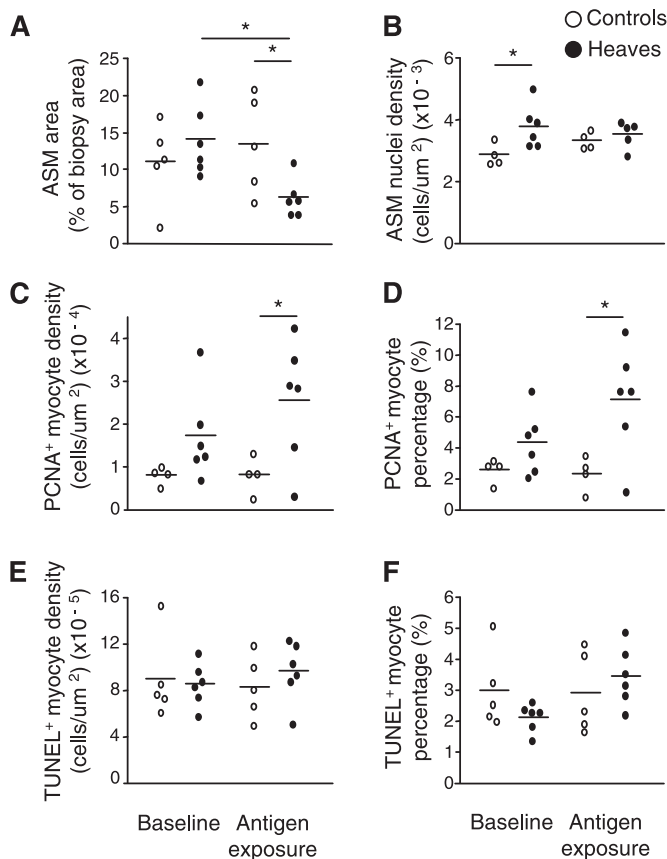 A
B
Controls
Heaves
ASM area
(% of biopsy area)
25
20
15
10
5
0
*
*
ASM nuclei density
(cells/um 2) (x10 - 3)
6
4
2
0
*
C
D
PCNA+ myocyte density
(cells/um 2) (x10 - 4)
4
3
2
1
0
*
PCNA+ myocyte
percentage (%)
12
10
8
6
4
2
0
*
E
F
TUNEL+ myocyte density
(cells/um 2) (x10 - 5)
16
12
8
4
0
TUNEL+ myocyte
percentage (%)
6
5
4
3
2
1
0
Baseline
Antigen
exposure
Baseline
Antigen
exposure